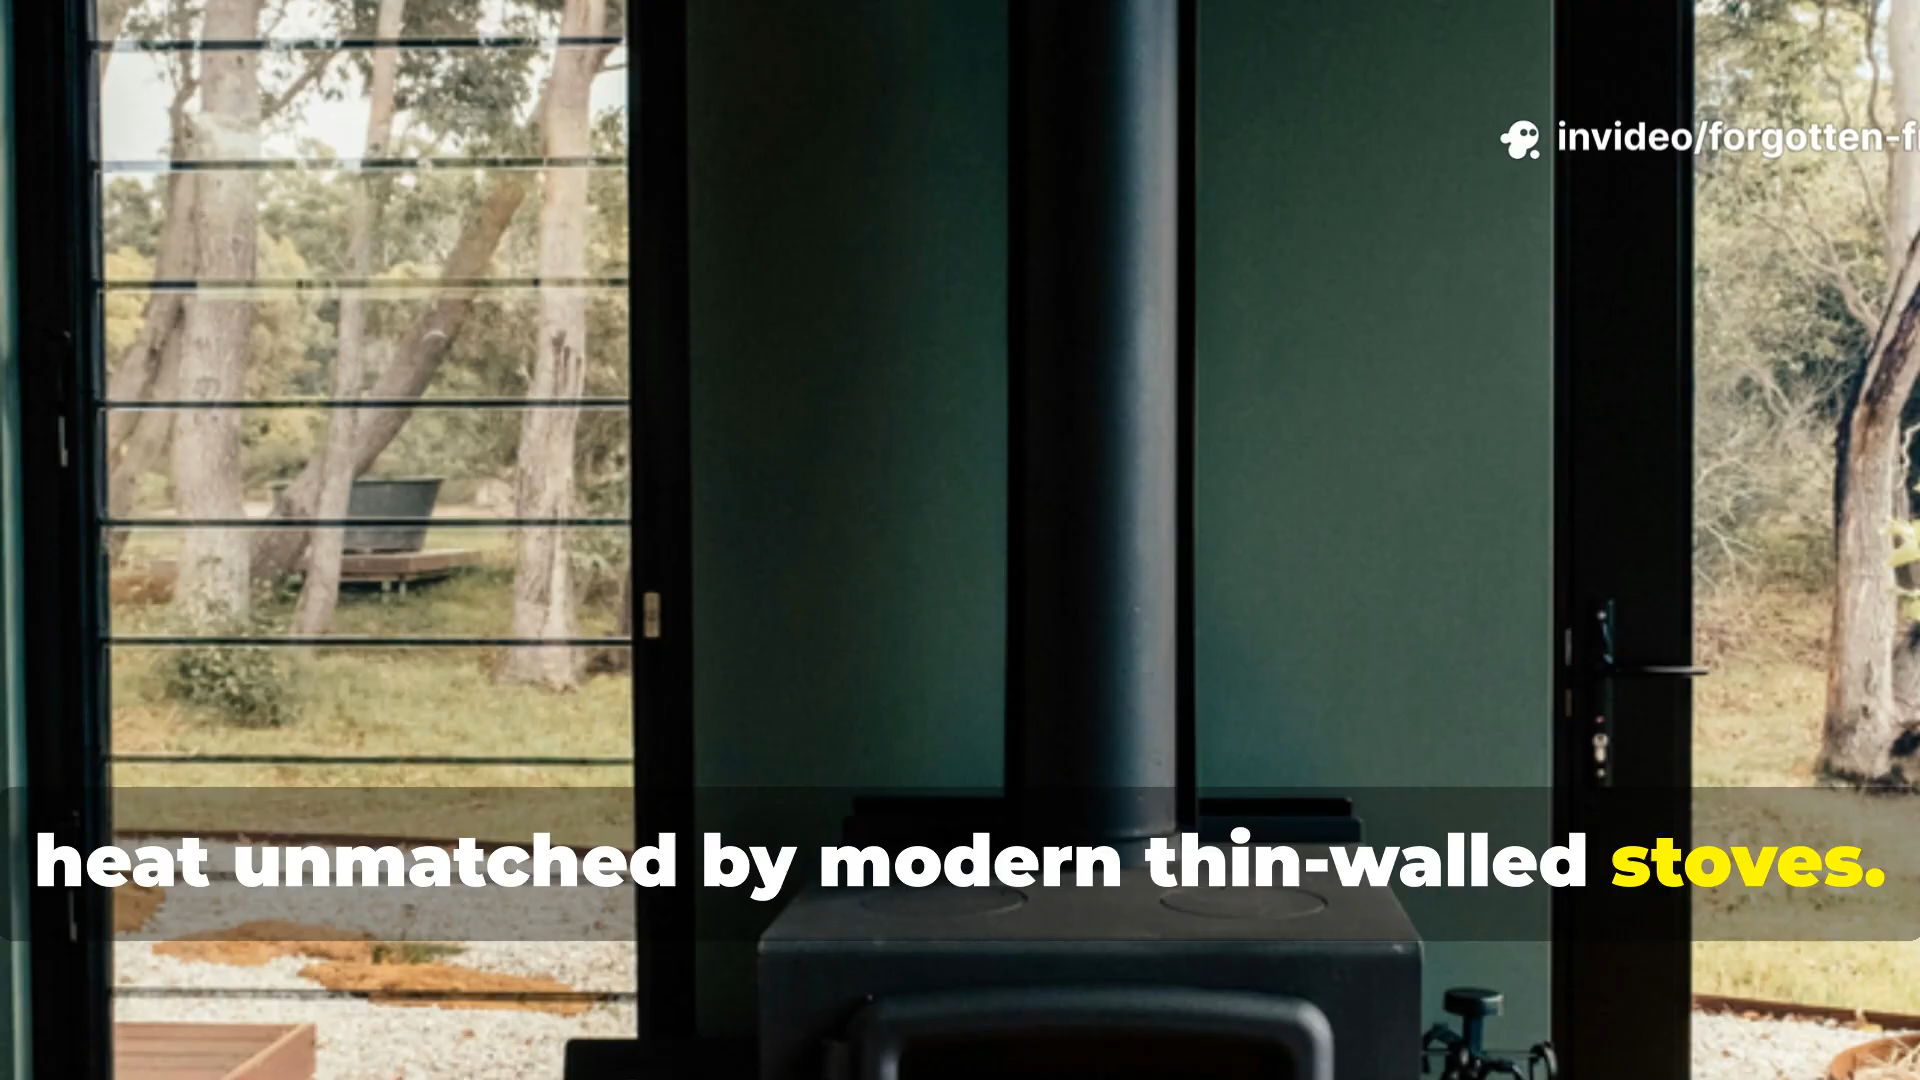 invideo/forgotten-f
heat unmatched by modern thin-walled stoves.